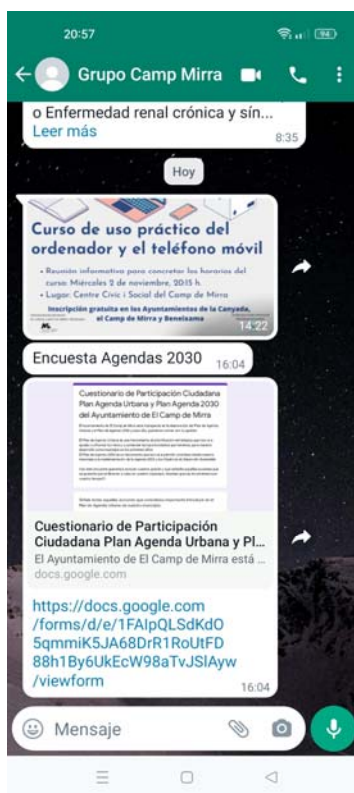 20:57
94
Grupo Camp Mirra
o Enfermedad renal crónica y sín...
Leer más
8:35
Hoy
Curso de uso práctico del
ordenador y el teléfono móvil
• Reunión informativa para concretar los horarios del
curso: Miércoles 2 de noviembre, 20:15 h.
• Lugar: Centre Cívic i Social del Camp de Mirra
Inscripción gratuita en los Ayuntamientos de la Canyada,
el Camp de Mirra y Beneixama
14:22
Encuesta Agendas 2030
16:04
Cuestionario de Participación Ciudadana
Plan Agenda Urbana y Plan Agenda 2030
del Ayuntamiento de El Camp de Mirra
Cuestionario de Participación
Ciudadana Plan Agenda Urbana y Pl...
El Ayuntamiento de El Camp de Mirra está ...
docs.google.com
https://docs.google.com
/forms/d/e/1FAIpQLSdKdO
5qmmiK5JA68DrR1RoUtFD
88h1By6UkEcW98aTvJSlAyw
/viewform
16:04
Mensaje